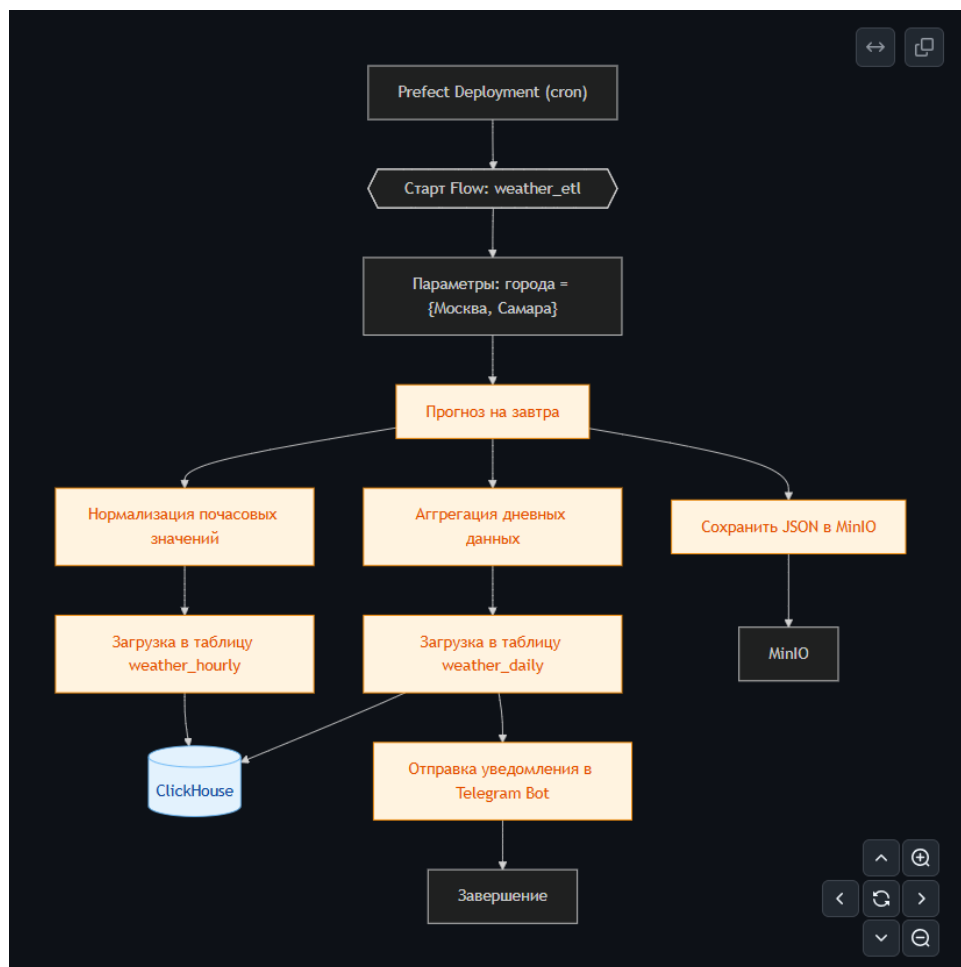 Prefect Deployment (cron)
Старт Flow: weather_etl
Параметры: города =
{Москва, Самара}
Прогноз на завтра
Нормализация почасовых
значений
Аггрегация дневных
данных
Сохранить JSON в MinIO
Загрузка в таблицу
weather_hourly
Загрузка в таблицу
weather_daily
MinIO
ClickHouse
Отправка уведомления в
Telegram Bot
Завершение